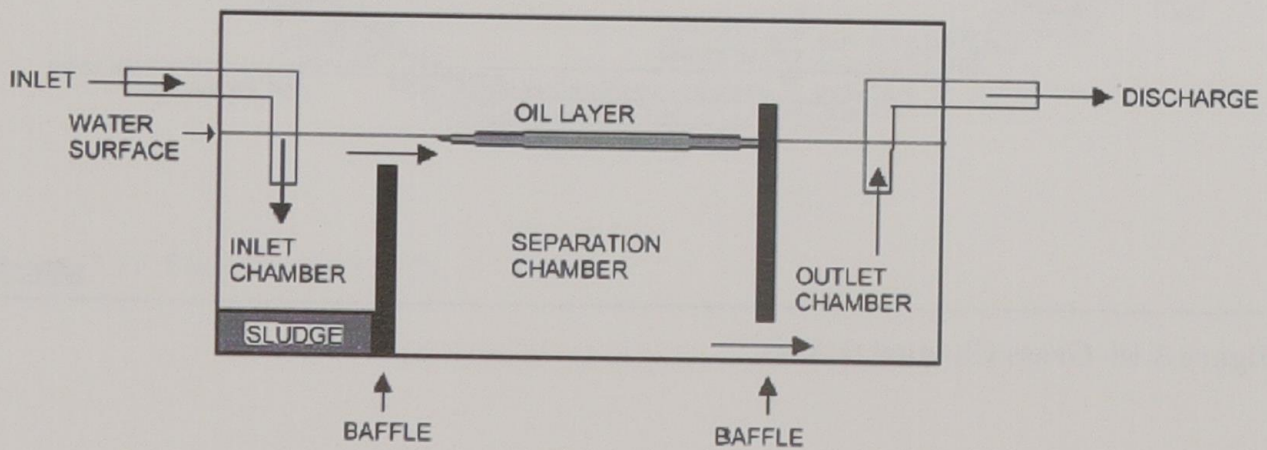 INLET
WATER
SURFACE
OIL LAYER
DISCHARGE
INLET
CHAMBER
SEPARATION
CHAMBER
OUTLET
CHAMBER
SLUDGE
BAFFLE
BAFFLE